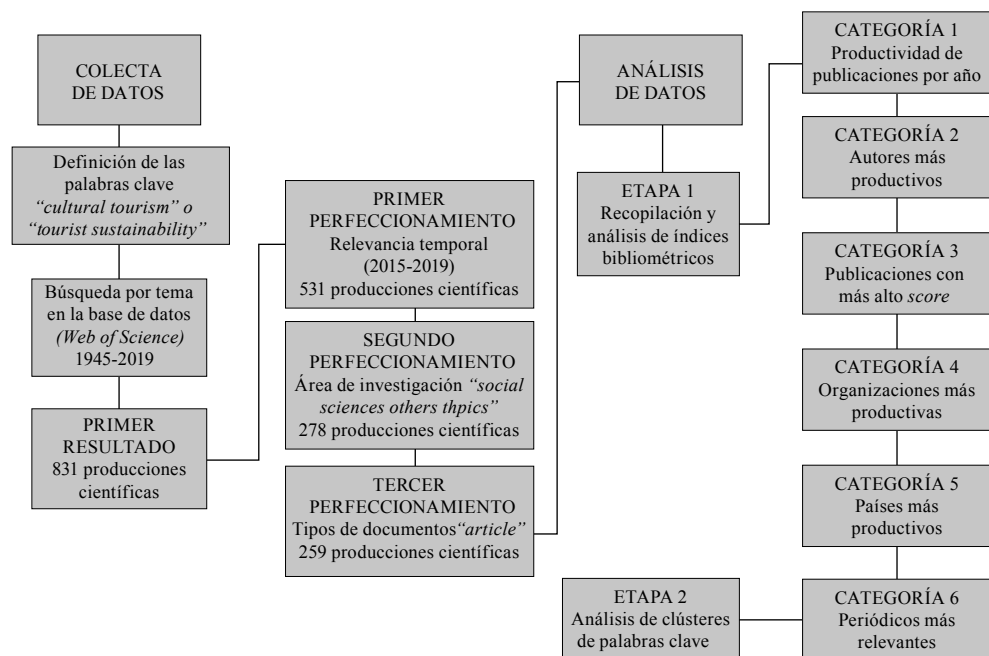 COLECTA
DE DATOS
Definición de las
palabras clave
“cultural tourism” o
“tourist sustainability”
Búsqueda por tema
en la base de datos
(Web of Science)
1945-2019
PRIMER
RESULTADO
831 producciones
científicas
PRIMER
PERFECCIONAMIENTO
Relevancia temporal
(2015-2019)
531 producciones científicas
SEGUNDO
PERFECCIONAMIENTO
Área de investigación “social
sciences others thpics”
278 producciones científicas
TERCER
PERFECCIONAMIENTO
Tipos de documentos“article”
259 producciones científicas
ANÁLISIS
DE DATOS
ETAPA 1
Recopilación y
análisis de índices
bibliométricos
CATEGORÍA 1
Productividad de
publicaciones por año
CATEGORÍA 2
Autores más
productivos
CATEGORÍA 3
Publicaciones con
más alto score
CATEGORÍA 4
Organizaciones más
productivas
CATEGORÍA 5
Países más
productivos
CATEGORÍA 6
Periódicos más
relevantes
ETAPA 2
Análisis de clústeres
de palabras clave